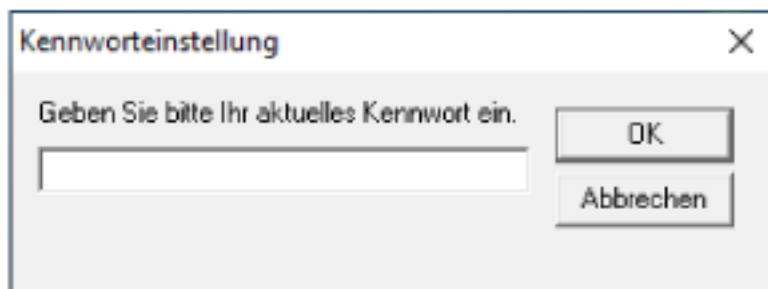 Kennworteinstellung
Geben Sie bitte Ihr aktuelles Kennwort ein.
OK
Abbrechen